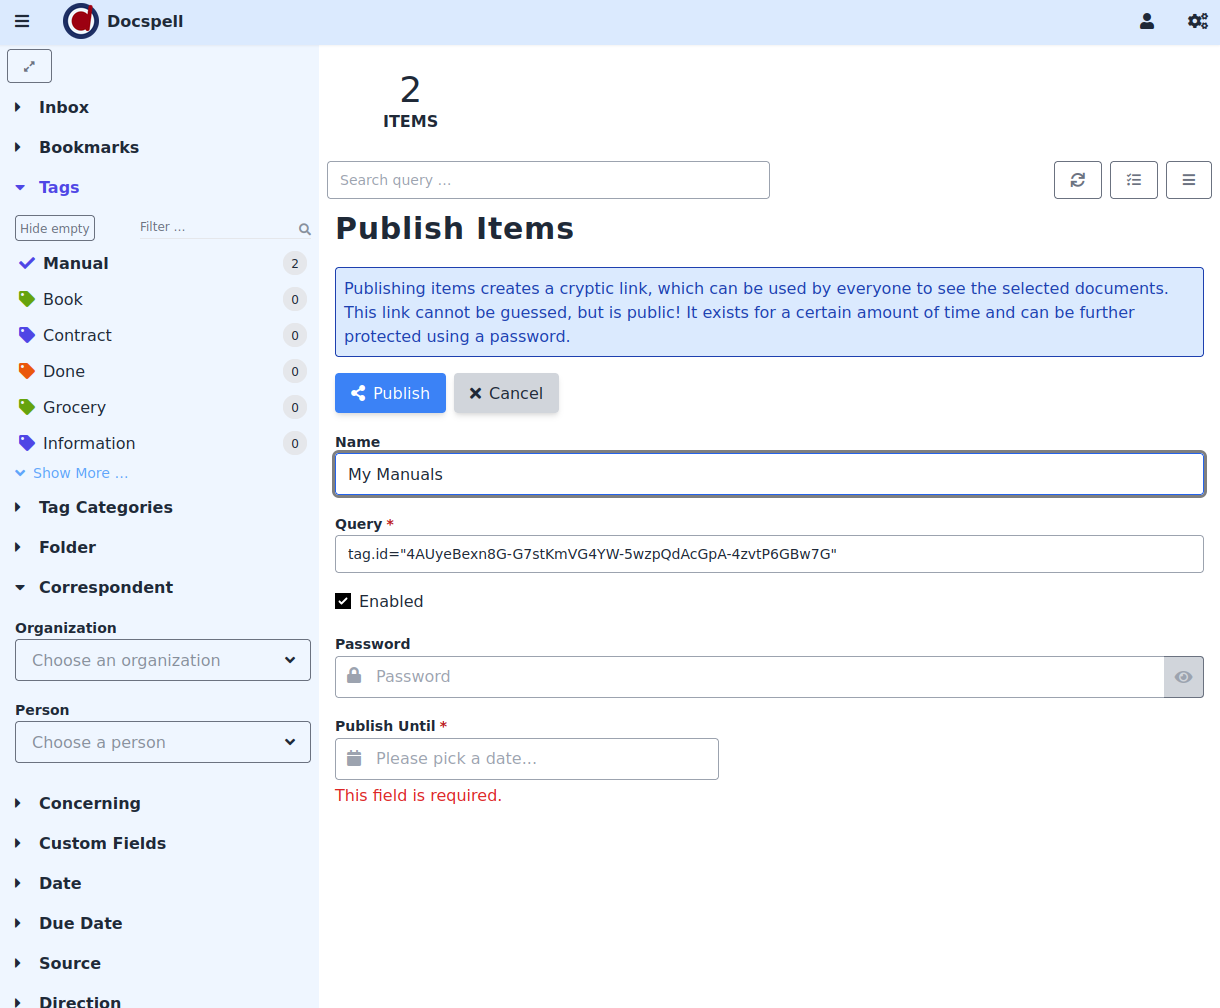 Docspell
Inbox
Bookmarks
Tags
Hide empty
Filter ...
Manual 2
Book 0
Contract 0
Done 0
Grocery 0
Information 0
Show More ...
Tag Categories
Folder
Correspondent
Organization
Choose an organization
Person
Choose a person
Concerning
Custom Fields
Date
Due Date
Source
Direction
2
ITEMS
Search query ...
Publish Items
Publishing items creates a cryptic link, which can be used by everyone to see the selected documents.
This link cannot be guessed, but is public! It exists for a certain amount of time and can be further
protected using a password.
Publish
Cancel
Name
My Manuals
Query *
tag.id="4AUyeBexn8G-G7stKmVG4YW-5wzpQdAcGpA-4zvtP6GBw7G"
Enabled
Password
Password
Publish Until *
Please pick a date...
This field is required.